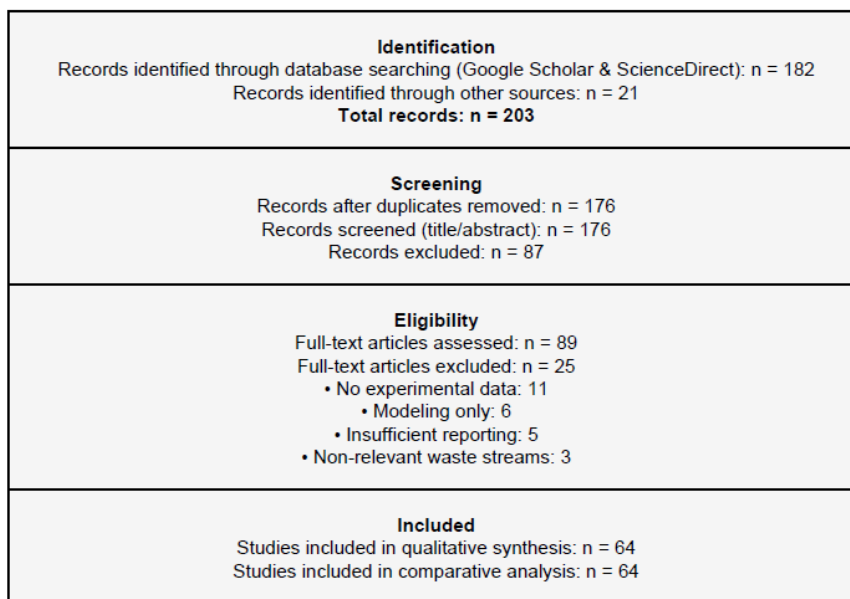 Identification
Records identified through database searching (Google Scholar & ScienceDirect): n = 182
Records identified through other sources: n = 21
Total records: n = 203
Screening
Records after duplicates removed: n = 176
Records screened (title/abstract): n = 176
Records excluded: n = 87
Eligibility
Full-text articles assessed: n = 89
Full-text articles excluded: n = 25
• No experimental data: 11
• Modeling only: 6
• Insufficient reporting: 5
• Non-relevant waste streams: 3
Included
Studies included in qualitative synthesis: n = 64
Studies included in comparative analysis: n = 64